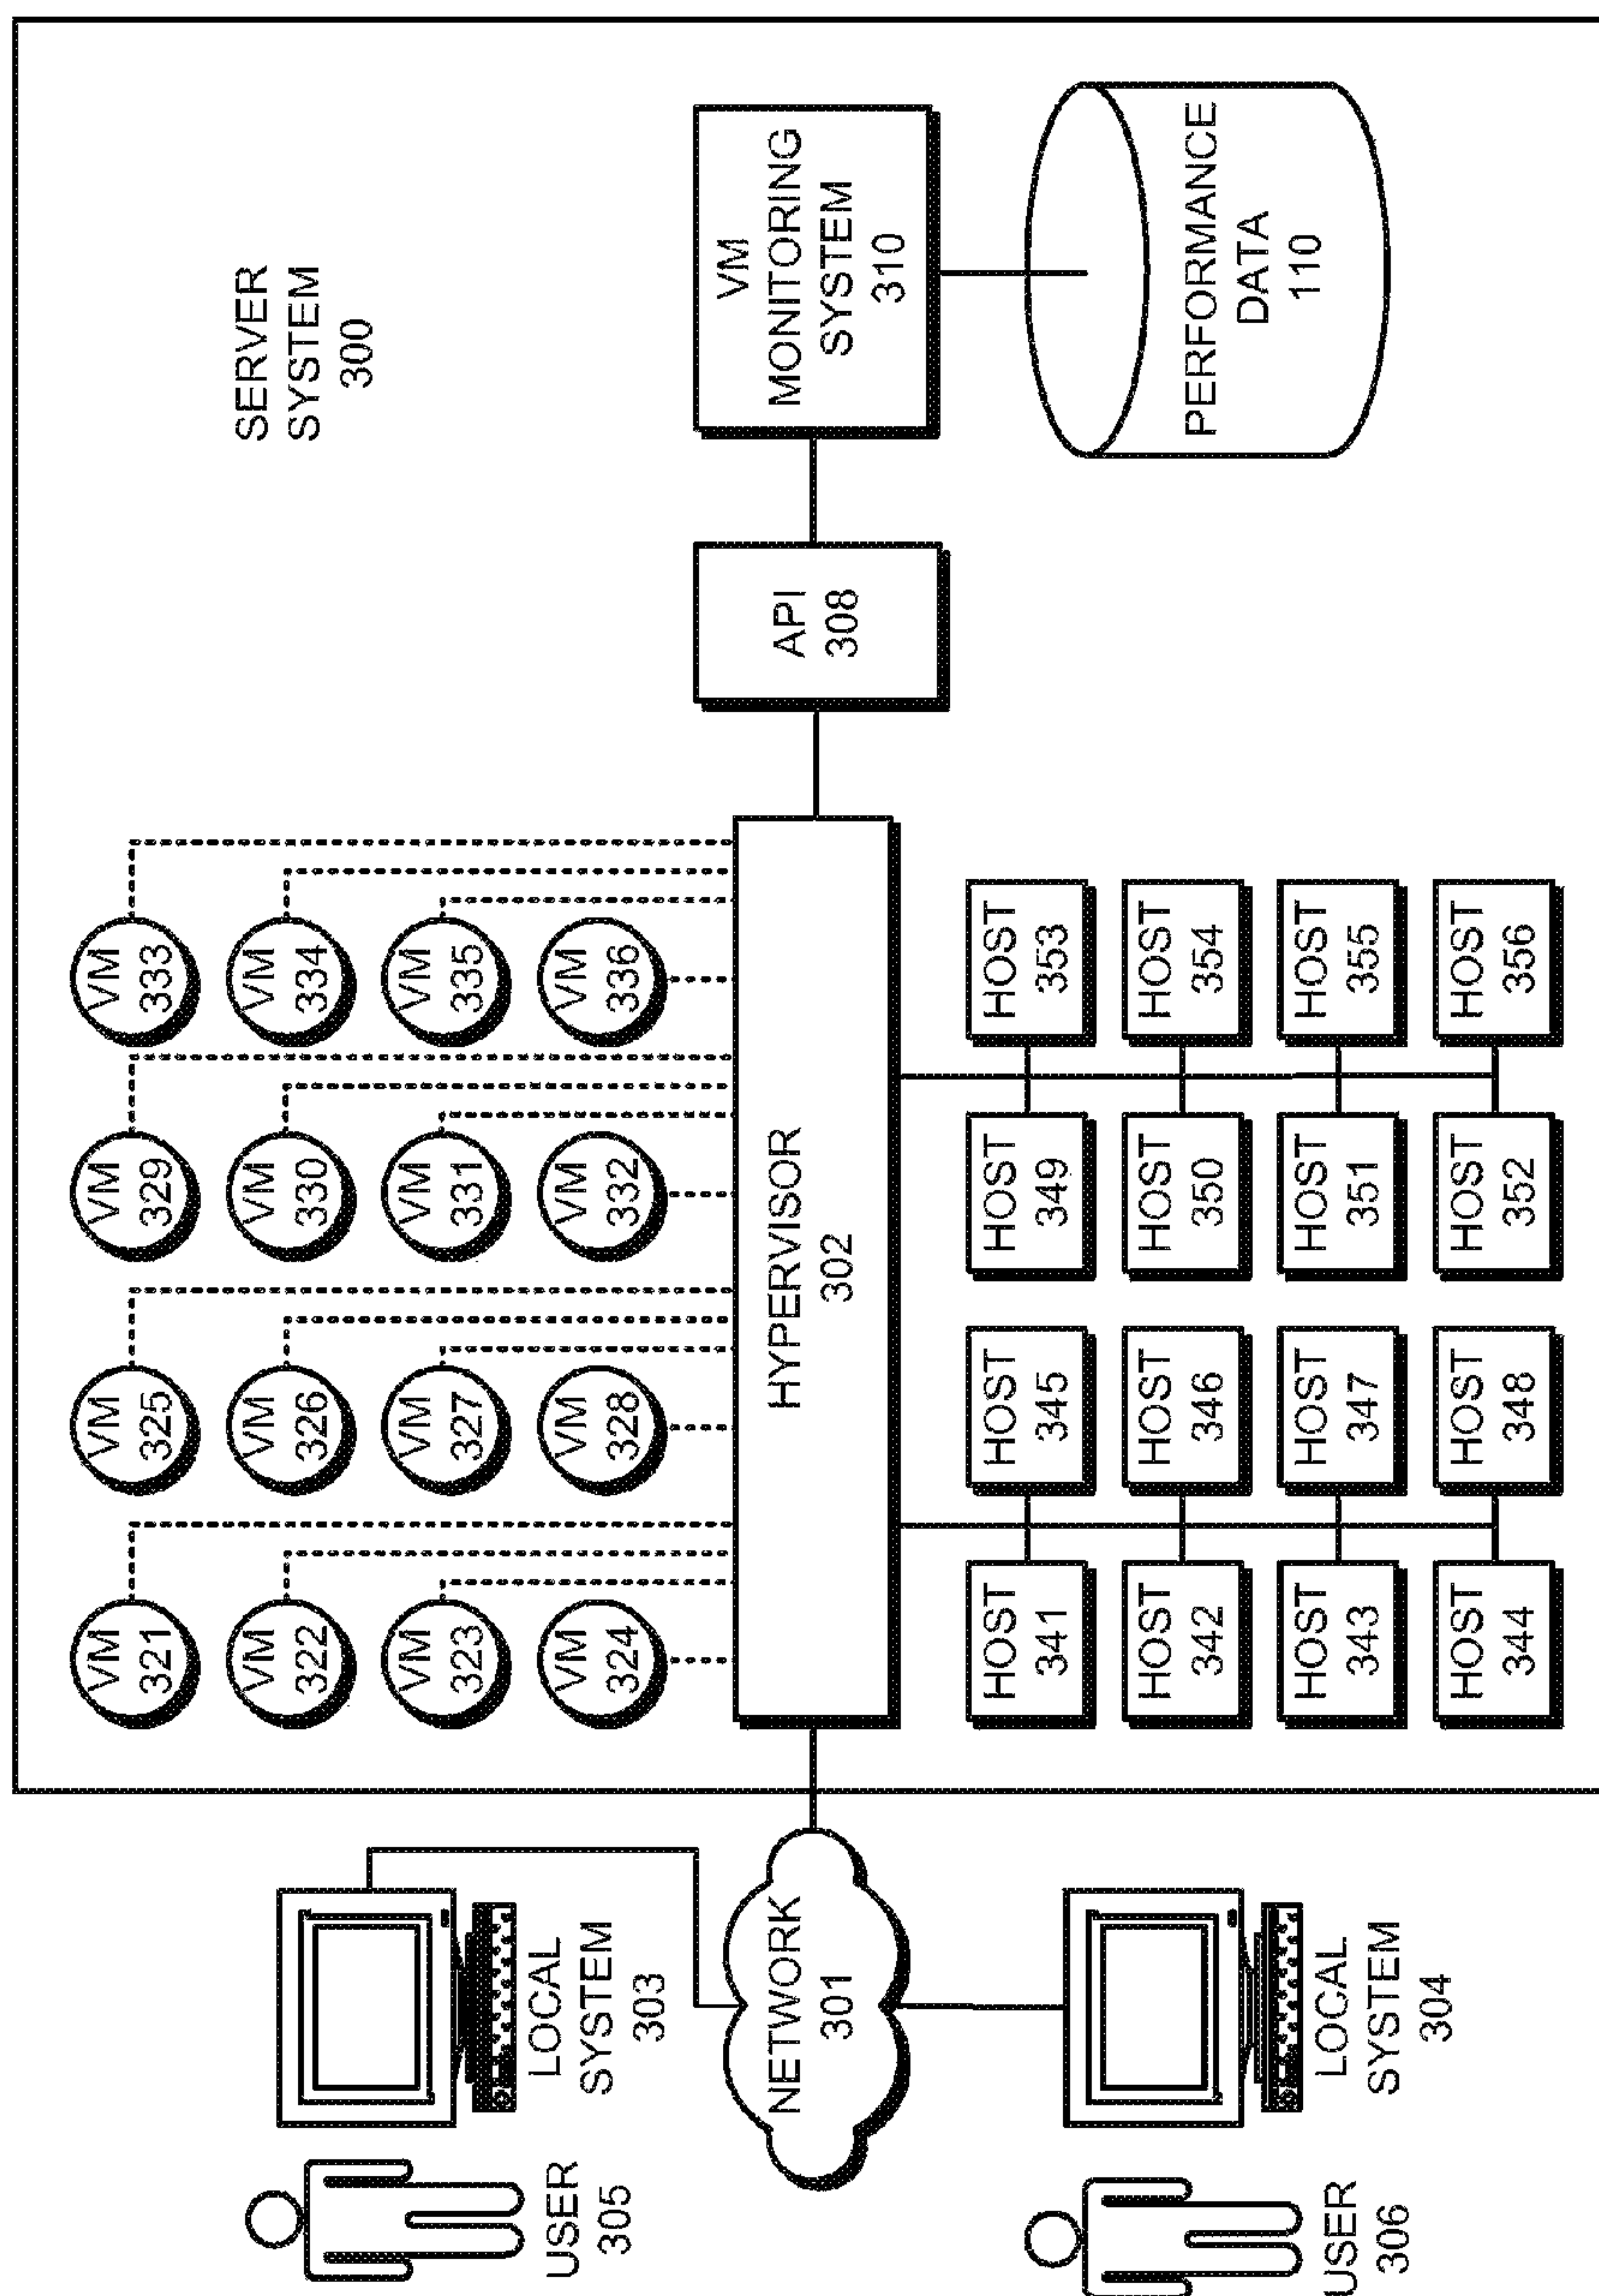 USER
305
LOCAL
SYSTEM
303
VM
321
VM
325
VM
329
VM
333
VM
322
VM
326
VM
330
VM
334
VM
323
VM
327
VM
331
VM
335
VM
324
VM
328
VM
332
VM
336
SERVER
SYSTEM
300
NETWORK
301
HYPERVISOR
302
API
308
VM
MONITORING
SYSTEM
310
HOST
341
HOST
345
HOST
349
HOST
353
HOST
342
HOST
346
HOST
350
HOST
354
HOST
343
HOST
347
HOST
351
HOST
355
HOST
344
HOST
348
HOST
352
HOST
356
PERFORMANCE
DATA
110
USER
306
LOCAL
SYSTEM
304